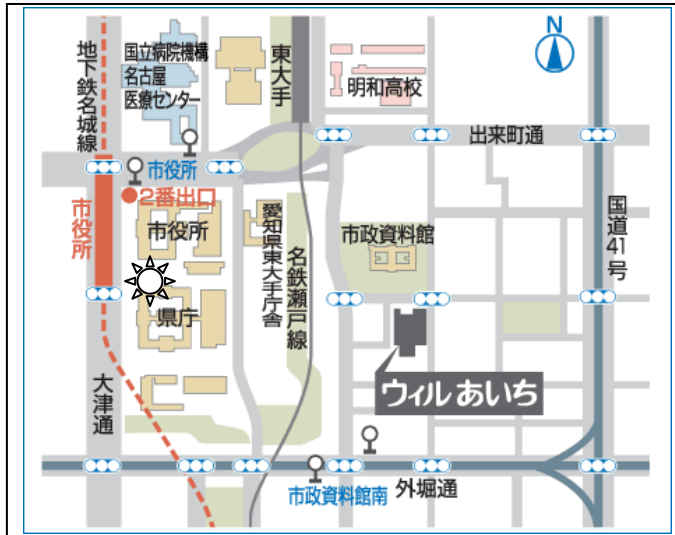 N
地下鉄名城線
国立病院機構
名古屋
医療センター
東大手
明和高校
出来町通
市役所
2番出口
市役所
市役所
愛知県東大手庁舎
名鉄瀬戸線
市政資料館
国道41号
県庁
大津通
ウィルあいち
市政資料館南
外堀通